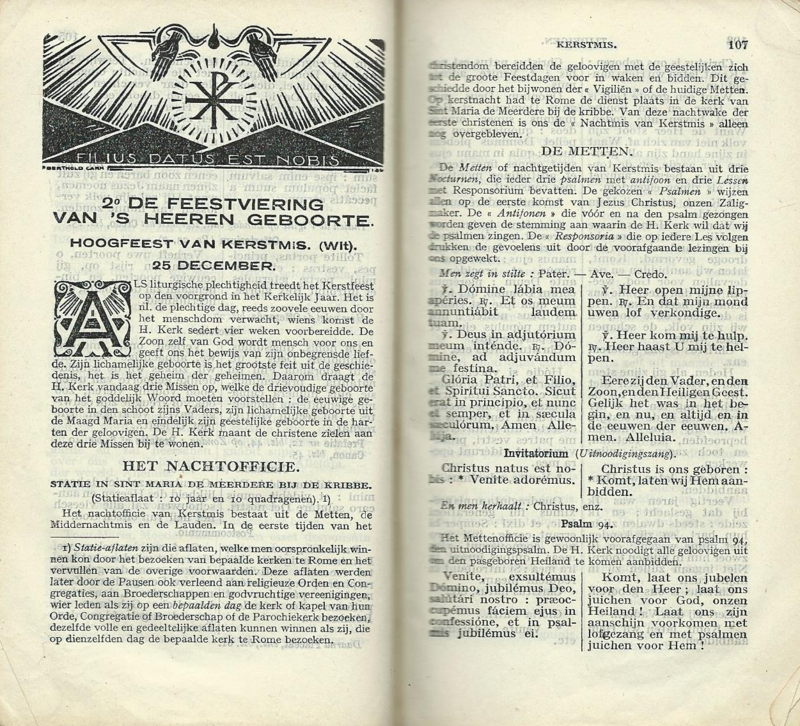 FILIUS DATUS EST NOBIS
2º DE FEESTVIERING
VAN 'S HEEREN GEBOORTE.
HOOGFEEST VAN KERSTMIS. (Wit).
25 DECEMBER.
ALS liturgische plechtigheid treedt het Kerstfeest
op den voorgrond in het Kerkelijk Jaar. Het is
nl. de plechtige dag, reeds zoovele eeuwen door
het menschdom verwacht, wiens komst de
H. Kerk sedert vier weken voorbereidde. De
Zoon zelf van God wordt mensch voor ons en
geeft ons het bewijs van zijn onbegrensde lief-
de. Zijn lichamelijke geboorte is het grootste feit uit de geschie-
denis, het is het geheim der geheimen. Daarom draagt de
H. Kerk vandaag drie Missen op, welke de drievoudige geboorte
van het goddelijk Woord moeten voorstellen : de eeuwige ge-
boorte in den schoot zijns Vaders, zijn lichamelijke geboorte uit
de Maagd Maria en eindelijk zijn geestelijke geboorte in de har-
ten der geloovigen. De H. Kerk maant de christene zielen aan
deze drie Missen bij te wonen.
HET NACHTOFFICIE.
STATIE IN SINT MARIA DE MEERDERE BIJ DE KRIBBE.
(Statieaflaat : 10 jaar en 10 quadragenen). 1)
Het nachtofficie van Kerstmis bestaat uit de Metten, de
Middernachtmis en de Lauden. In de eerste tijden van het
1) Statie-aflaten zijn die aflaten, welke men oorspronkelijk win-
nen kon door het bezoeken van bepaalde kerken te Rome en het
vervullen van de overige voorwaarden. Deze aflaten werden
later door de Pausen ook verleend aan religieuze Orden en Con-
gregaties, aan Broederschappen en godvruchtige vereenigingen,
wier leden als zij op een bepaalden dag de kerk of kapel van hun
Orde, Congregatie of Broederschap of de Parochiekerk bezoeken,
dezelfde volle en gedeeltelijke aflaten kunnen winnen als zij, die
op dienzelfden dag de bepaalde kerk te Rome bezoeken.
KERSTMIS. 107
christendom bereidden de geloovigen met de geestelijken zich
tot de groote Feestdagen voor in waken en bidden. Dit ge-
schiedde door het bijwonen der « Vigiliën » of de huidige Metten.
Op kerstnacht had te Rome de dienst plaats in de kerk van
Sint Maria de Meerdere bij de kribbe. Van deze nachtwake der
eerste christenen is ons de « Nachtmis van Kerstmis » alleen
nog overgebleven.
DE METTEN.
De Metten of nachtgetijden van Kerstmis bestaan uit drie
Nocturnen, die ieder drie psalmen met antifoon en drie Lessen
met Responsorium bevatten. De gekozen « Psalmen » wijzen
allen op de eerste komst van Jezus Christus, onzen Zalig-
maker. De « Antifonen » die vóór en na den psalm gezongen
worden geven de stemming aan waarin de H. Kerk wil dat wij
de psalmen zingen. De « Responsoria » die op iedere Les volgen
drukken de gevoelens uit door de voorafgaande lezingen bij
ons opgewekt.
Men zegt in stilte : Pater. — Ave. — Credo.
℣. Dómine lábia mea
apéries. ℟. Et os meum
annuntiábit laudem
tuam.
℣. Deus in adjutórium
meum inténde. ℟. Dó-
mine, ad adjuvándum
me festina.
Glória Patri, et Filio,
et Spirítui Sancto. Sicut
erat in princípio, et nunc
et semper, et in sæcula
sæculórum. Amen Alle-
luja.
℣. Heer open mijne lip-
pen. ℟. En dat mijn mond
uwen lof verkondige.
℣. Heer kom mij te hulp.
℟. Heer haast U mij te hel-
pen.
Eere zij den Vader, en den
Zoon, en den Heiligen Geest.
Gelijk het was in het be-
gin, en nu, en altijd en in
de eeuwen der eeuwen. A-
men. Alleluia.
Invitatorium (Uitnoodigingszang).
Christus natus est no-
bis : * Venite adorémus.
Christus is ons geboren :
* Komt, laten wij Hem aan-
bidden.
En men herhaalt : Christus, enz.
Psalm 94.
Het Mettenofficie is gewoonlijk voorafgegaan van psalm 94,
den uitnoodigingspsalm. De H. Kerk noodigt alle geloovigen uit
om den pasgeboren Heiland te komen aanbidden.
Venite, exsultémus
Dómino, jubilémus Deo,
salutári nostro : præoc-
cupémus fáciem ejus in
confessióne, et in psal-
mis jubilémus ei.
Komt, laat ons jubelen
voor den Heer ; laat ons
juichen voor God, onzen
Heiland ! Laat ons zijn
aanschijn voorkomen met
lofgezang en met psalmen
juichen voor Hem !